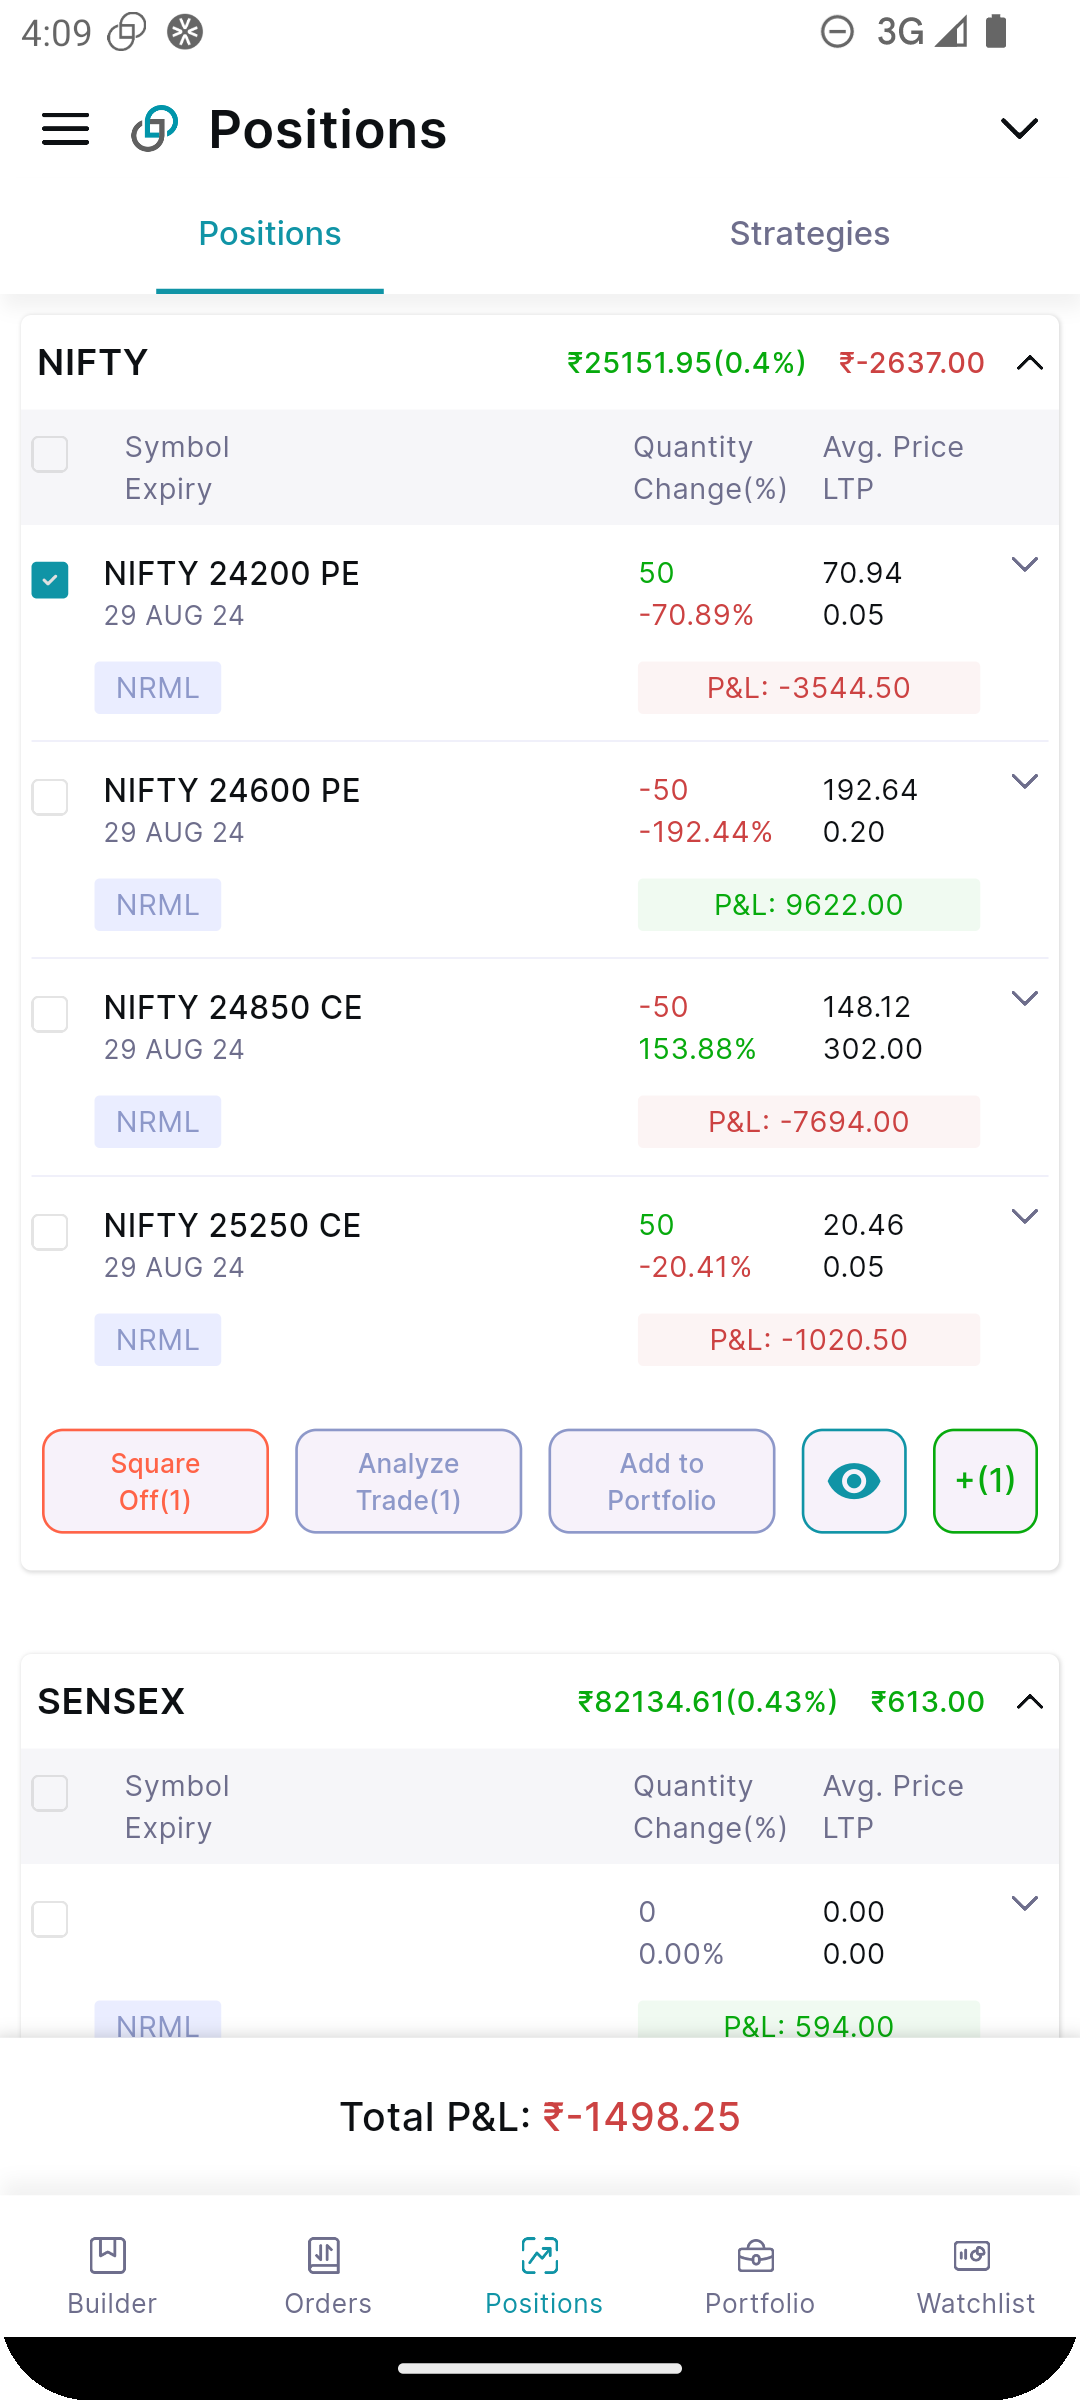 4:09
3G
Positions
Positions Strategies
NIFTY ₹25151.95(0.4%) ₹-2637.00
Symbol Quantity Avg. Price
Expiry Change(%) LTP
NIFTY 24200 PE 50 70.94
29 AUG 24 -70.89% 0.05
NRML P&L: -3544.50
NIFTY 24600 PE -50 192.64
29 AUG 24 -192.44% 0.20
NRML P&L: 9622.00
NIFTY 24850 CE -50 148.12
29 AUG 24 153.88% 302.00
NRML P&L: -7694.00
NIFTY 25250 CE 50 20.46
29 AUG 24 -20.41% 0.05
NRML P&L: -1020.50
Square Off(1) Analyze Trade(1) Add to Portfolio +(1)
SENSEX ₹82134.61(0.43%) ₹613.00
Symbol Quantity Avg. Price
Expiry Change(%) LTP
0 0.00
0.00% 0.00
NRML P&L: 594.00
Total P&L: ₹-1498.25
Builder Orders Positions Portfolio Watchlist